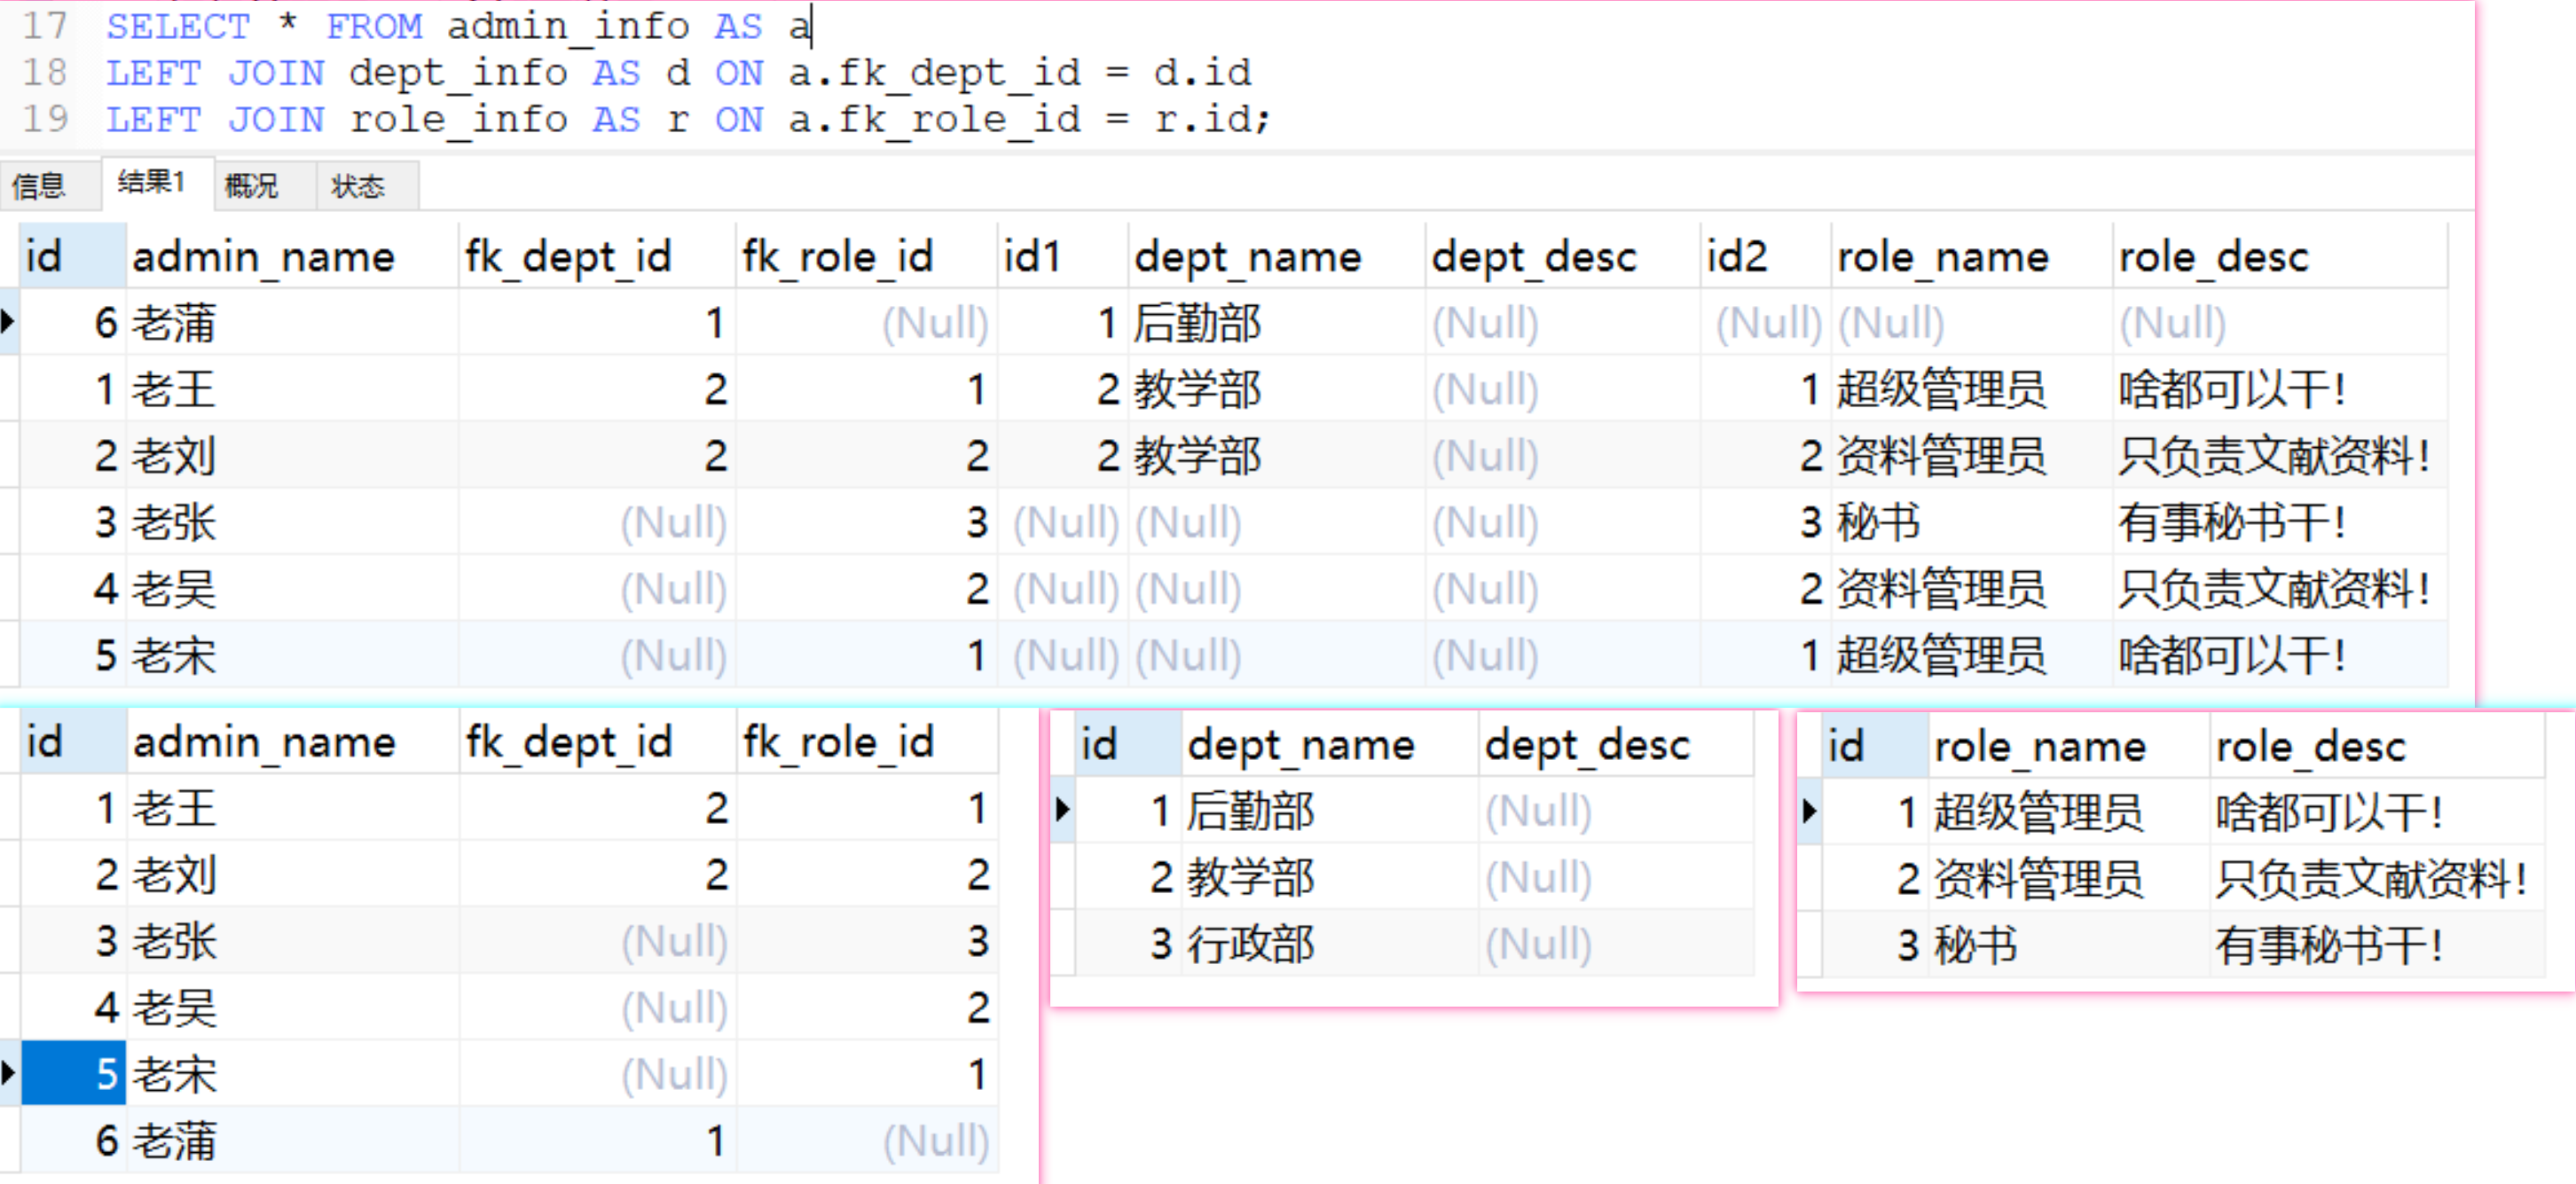 17 SELECT * FROM admin_info AS a
18 LEFT JOIN dept_info AS d ON a.fk_dept_id = d.id
19 LEFT JOIN role_info AS r ON a.fk_role_id = r.id;
信息 结果1 概况 状态
id admin_name fk_dept_id fk_role_id id1 dept_name dept_desc id2 role_name role_desc
6 老蒲 1 (Null) 1 后勤部 (Null) (Null) (Null) (Null)
1 老王 2 1 2 教学部 (Null) 1 超级管理员 啥都可以干!
2 老刘 2 2 2 教学部 (Null) 2 资料管理员 只负责文献资料!
3 老张 (Null) 3 (Null) (Null) (Null) 3 秘书 有事秘书干!
4 老吴 (Null) 2 (Null) (Null) (Null) 2 资料管理员 只负责文献资料!
5 老宋 (Null) 1 (Null) (Null) (Null) 1 超级管理员 啥都可以干!
id admin_name fk_dept_id fk_role_id
1 老王 2 1
2 老刘 2 2
3 老张 (Null) 3
4 老吴 (Null) 2
5 老宋 (Null) 1
6 老蒲 1 (Null)
id dept_name dept_desc
1 后勤部 (Null)
2 教学部 (Null)
3 行政部 (Null)
id role_name role_desc
1 超级管理员 啥都可以干!
2 资料管理员 只负责文献资料!
3 秘书 有事秘书干!